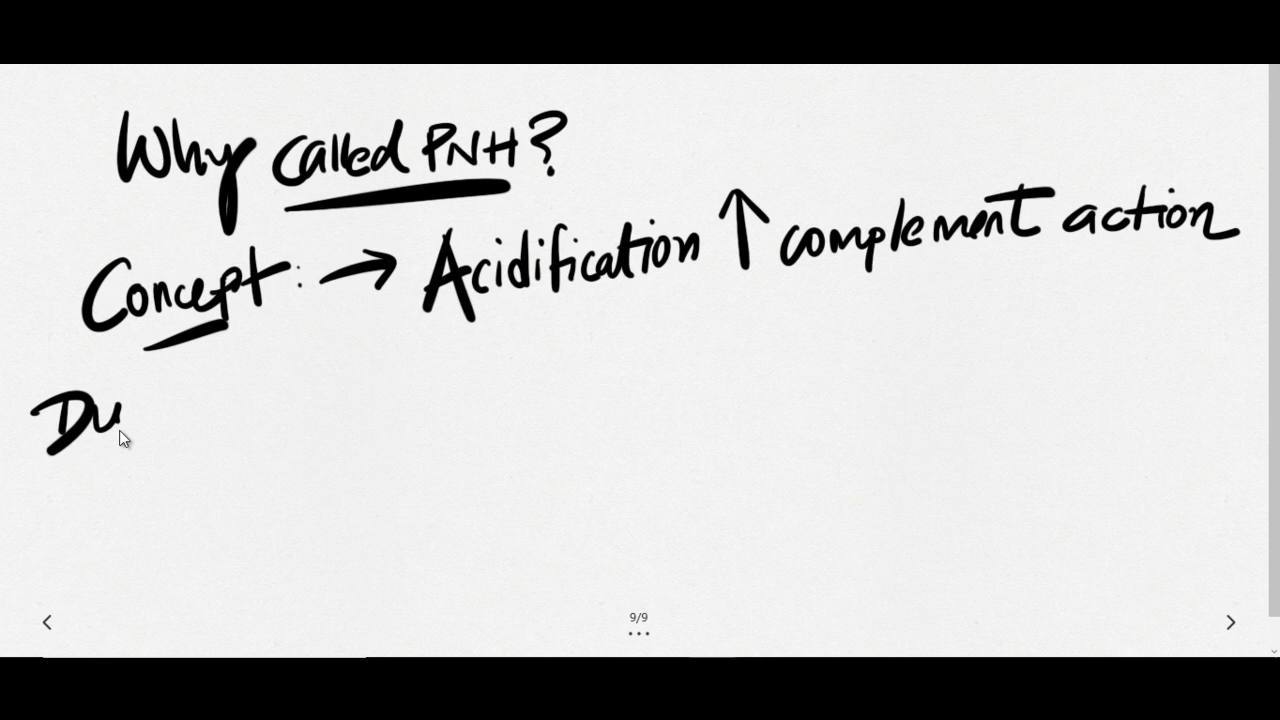 Why called PNH?
Concept: → Acidification ↑ complement action
Du
9/9